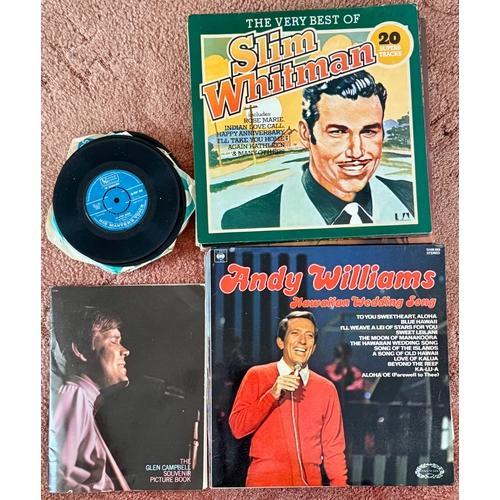 THE VERY BEST OF
Slim
Whitman
20
SUPERB
TRACKS
includes
ROSE MARIE,
INDIAN LOVE CALL,
HAPPY ANNIVERSARY,
I'LL TAKE YOU HOME
AGAIN KATHLEEN
& MANY OTHERS
UA
HIS MASTER'S VOICE
Andy Williams
Hawaiian Wedding Song
STEREO
TO YOU SWEETHEART, ALOHA
BLUE HAWAII
I'LL WEAVE A LEI OF STARS FOR YOU
SWEET LEILANI
THE MOON OF MANAKOORA
THE HAWAIIAN WEDDING SONG
SONG OF THE ISLANDS
A SONG OF OLD HAWAII
LOVE OF KALUA
BEYOND THE REEF
KA-LU-A
ALOHA OE (Farewell to Thee)
THE
GLEN CAMPBELL
SOUVENIR
PICTURE BOOK